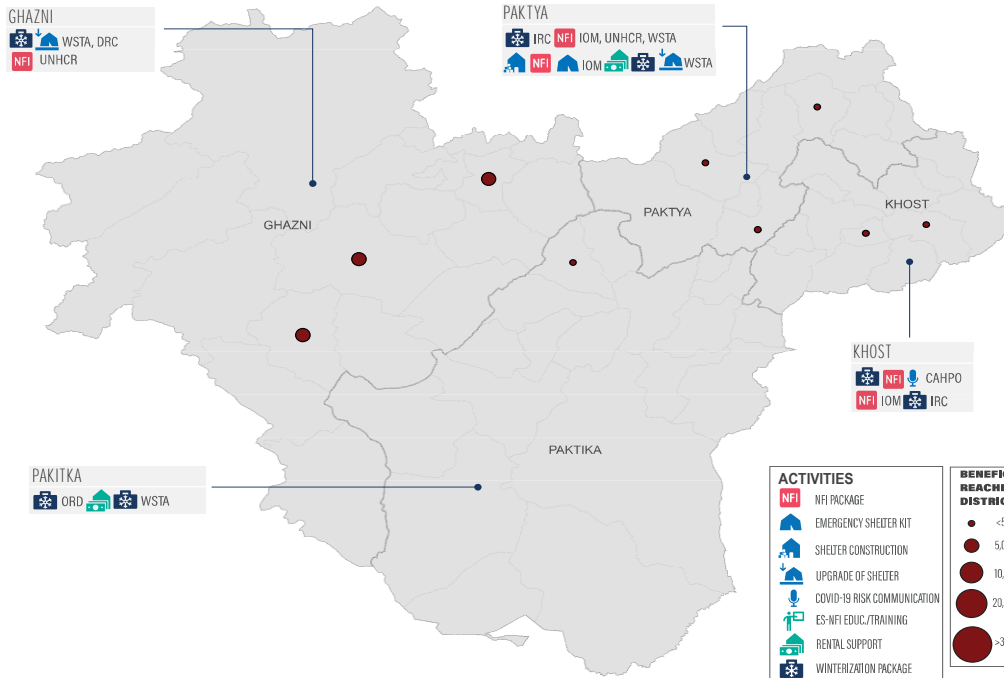 GHAZNI
WSTA, DRC
NFI UNHCR
PAKTYA
IRC NFI IOM, UNHCR, WSTA
NFI IOM WSTA
GHAZNI
PAKTYA
KHOST
KHOST
NFI CAHPO
NFI IOM IRC
PAKTIKA
PAKITKA
ORD WSTA
ACTIVITIES
NFI NFI PACKAGE
EMERGENCY SHELTER KIT
SHELTER CONSTRUCTION
UPGRADE OF SHELTER
COVID-19 RISK COMMUNICATION
ES-NFI EDUC./TRAINING
RENTAL SUPPORT
WINTERIZATION PACKAGE